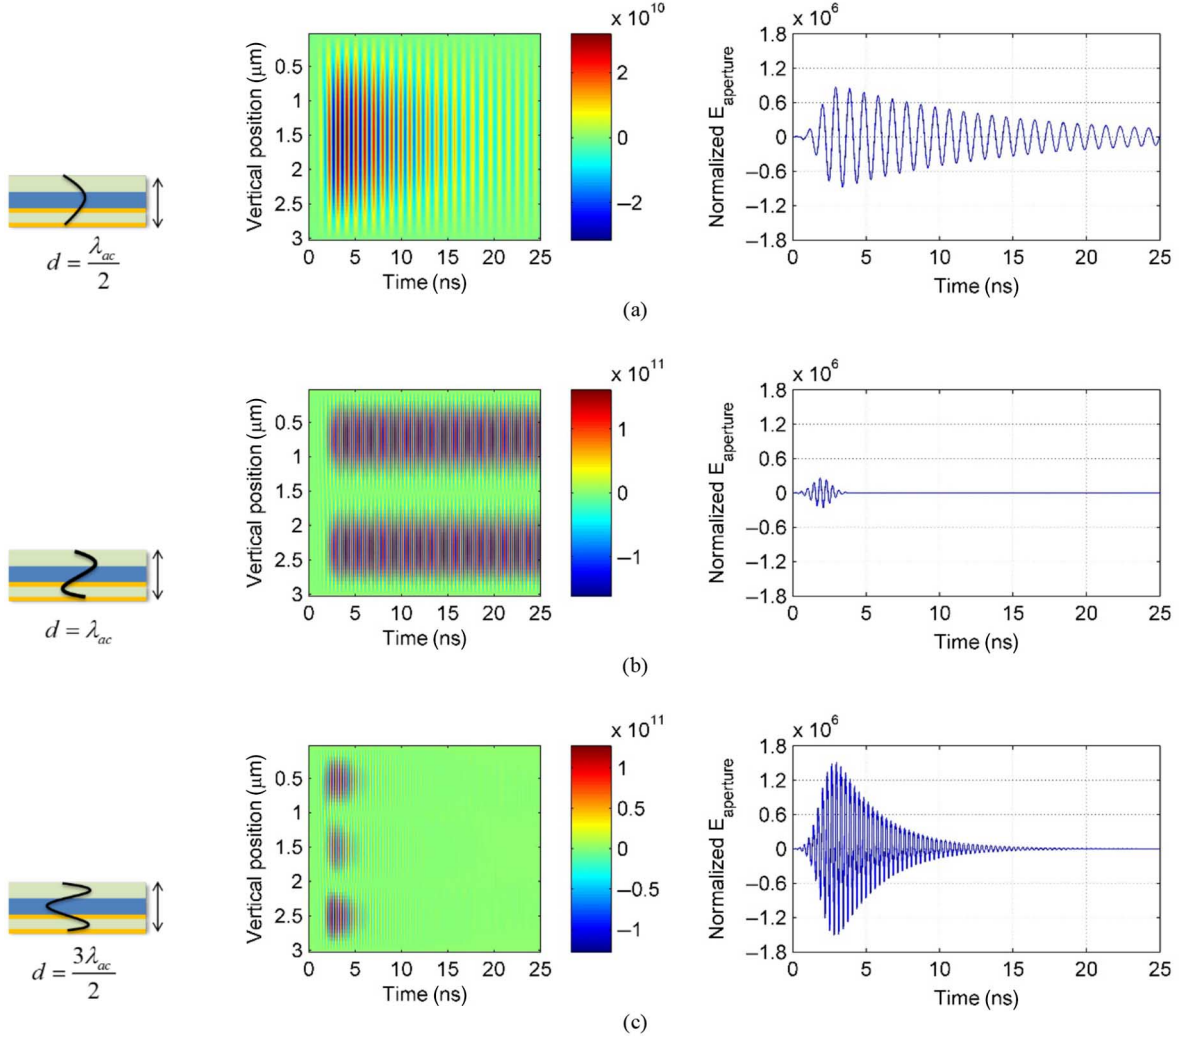 d = λac/2
Vertical position (μm)
0.5
1
1.5
2
2.5
3
0 5 10 15 20 25
Time (ns)
x 10^10
2
0
−2
x 10^6
Normalized E_aperture
1.8
1.2
0.6
0
−0.6
−1.2
−1.8
0 5 10 15 20 25
Time (ns)
(a)
d = λac
Vertical position (μm)
0.5
1
1.5
2
2.5
3
0 5 10 15 20 25
Time (ns)
x 10^11
1
0
−1
x 10^6
Normalized E_aperture
1.8
1.2
0.6
0
−0.6
−1.2
−1.8
0 5 10 15 20 25
Time (ns)
(b)
d = 3λac/2
Vertical position (μm)
0.5
1
1.5
2
2.5
3
0 5 10 15 20 25
Time (ns)
x 10^11
1
0.5
0
−0.5
−1
x 10^6
Normalized E_aperture
1.8
1.2
0.6
0
−0.6
−1.2
−1.8
0 5 10 15 20 25
Time (ns)
(c)